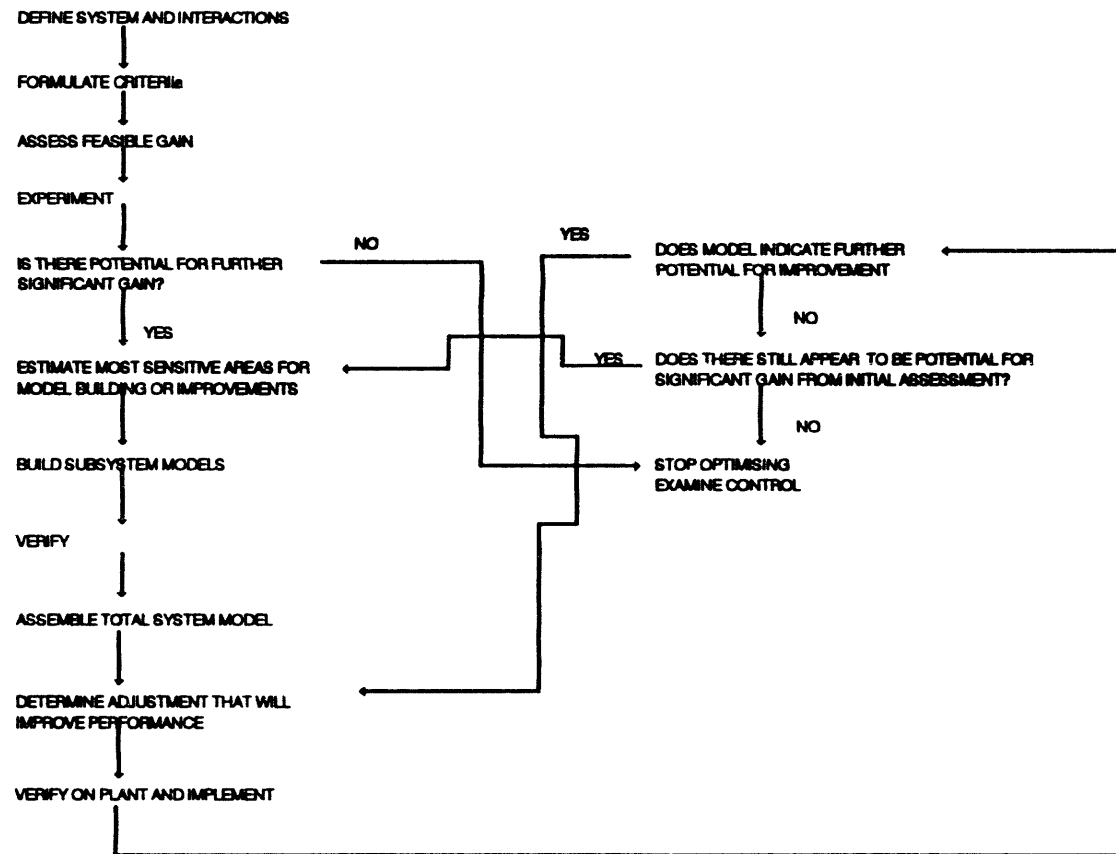 DEFINE SYSTEM AND INTERACTIONS
FORMULATE CRITERIIa
ASSESS FEASIBLE GAIN
EXPERIMENT
IS THERE POTENTIAL FOR FURTHER
SIGNIFICANT GAIN?
NO
YES
ESTIMATE MOST SENSITIVE AREAS FOR
MODEL BUILDING OR IMPROVEMENTS
BUILD SUBSYSTEM MODELS
VERIFY
ASSEMBLE TOTAL SYSTEM MODEL
DETERMINE ADJUSTMENT THAT WILL
IMPROVE PERFORMANCE
VERIFY ON PLANT AND IMPLEMENT
YES
DOES MODEL INDICATE FURTHER
POTENTIAL FOR IMPROVEMENT
NO
YES
DOES THERE STILL APPEAR TO BE POTENTIAL FOR
SIGNIFICANT GAIN FROM INITIAL ASSESSMENT?
NO
STOP OPTIMISING
EXAMINE CONTROL